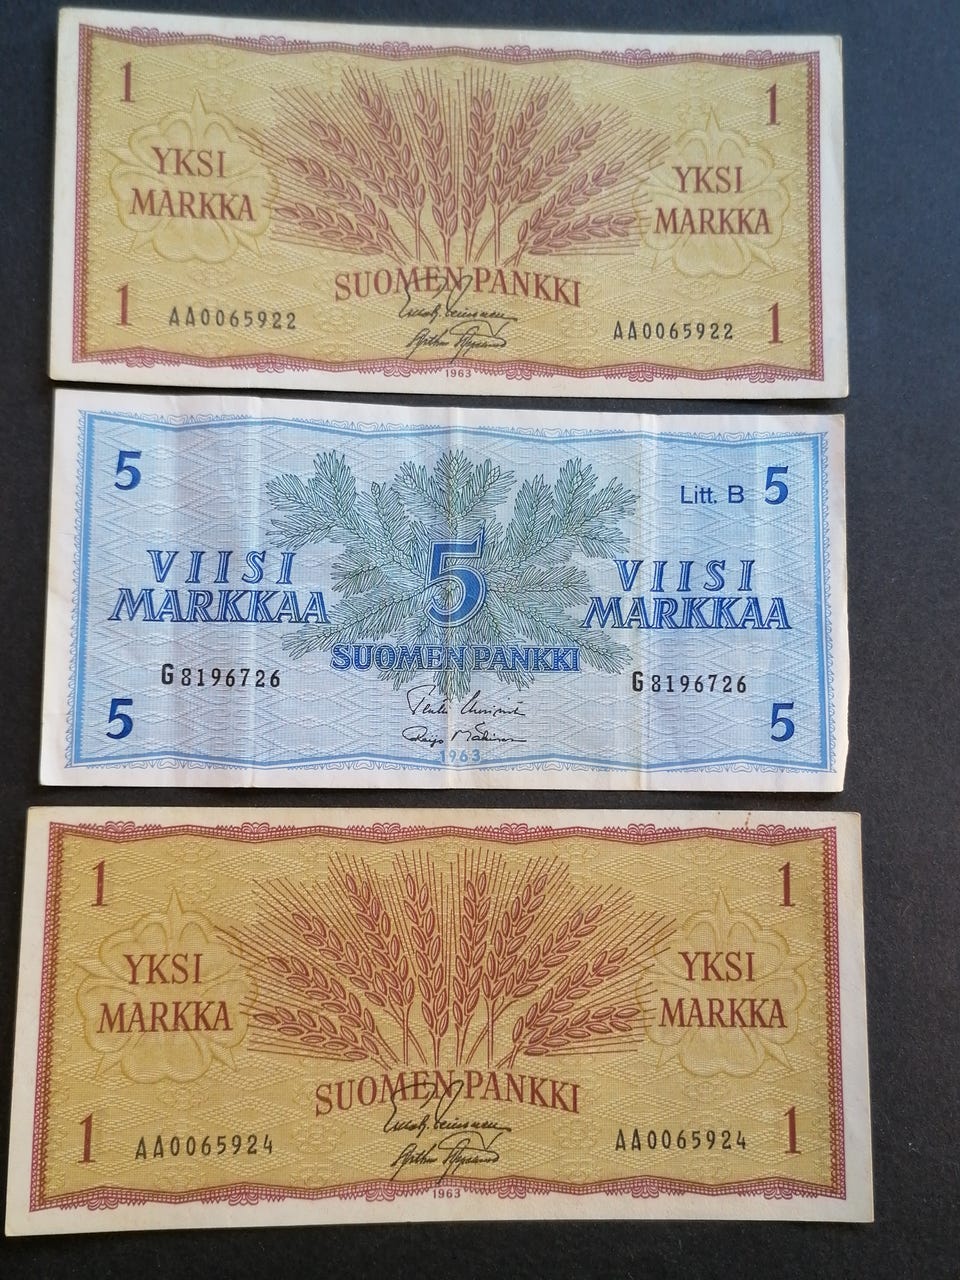 1 1
YKSI MARKKA
YKSI MARKKA
SUOMEN PANKKI
1 AA0065922
AA0065922 1
1963
5
Litt. B 5
VIISI MARKKAA
5
VIISI MARKKAA
SUOMEN PANKKI
G8196726
G8196726
5
5
1963
1 1
YKSI MARKKA
YKSI MARKKA
SUOMEN PANKKI
1 AA0065924
AA0065924 1
1963